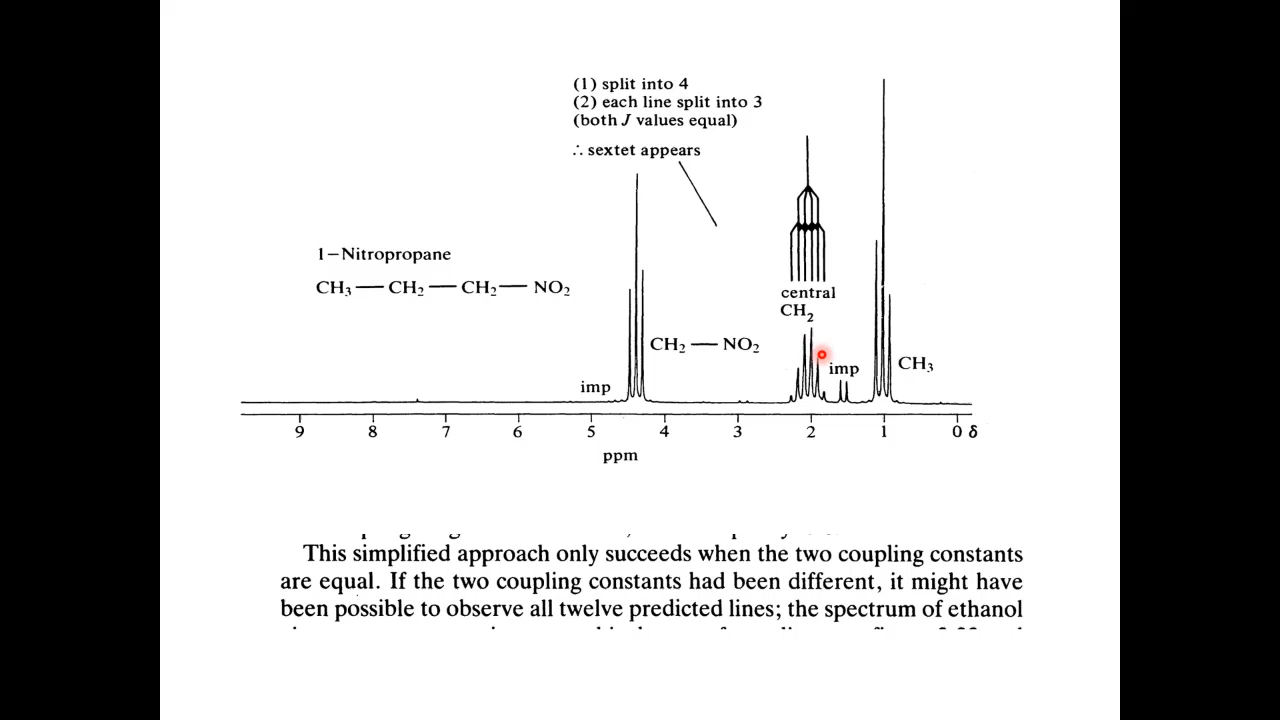 (1) split into 4
(2) each line split into 3
(both J values equal)
∴ sextet appears
1−Nitropropane
CH₃ — CH₂ — CH₂ — NO₂
central
CH₂
CH₂ — NO₂
imp
imp
CH₃
9 8 7 6 5 4 3 2 1 0 δ
ppm
This simplified approach only succeeds when the two coupling constants
are equal. If the two coupling constants had been different, it might have
been possible to observe all twelve predicted lines; the spectrum of ethanol